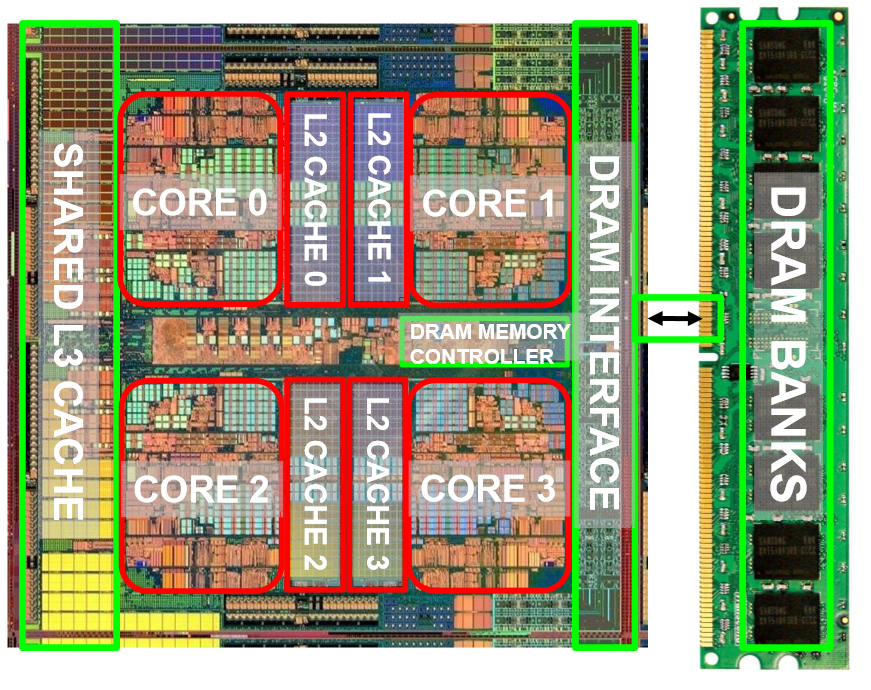 SHARED L3 CACHE
CORE 0
L2 CACHE 0
L2 CACHE 1
CORE 1
DRAM INTERFACE
DRAM BANKS
DRAM MEMORY
CONTROLLER
CORE 2
L2 CACHE 2
L2 CACHE 3
CORE 3